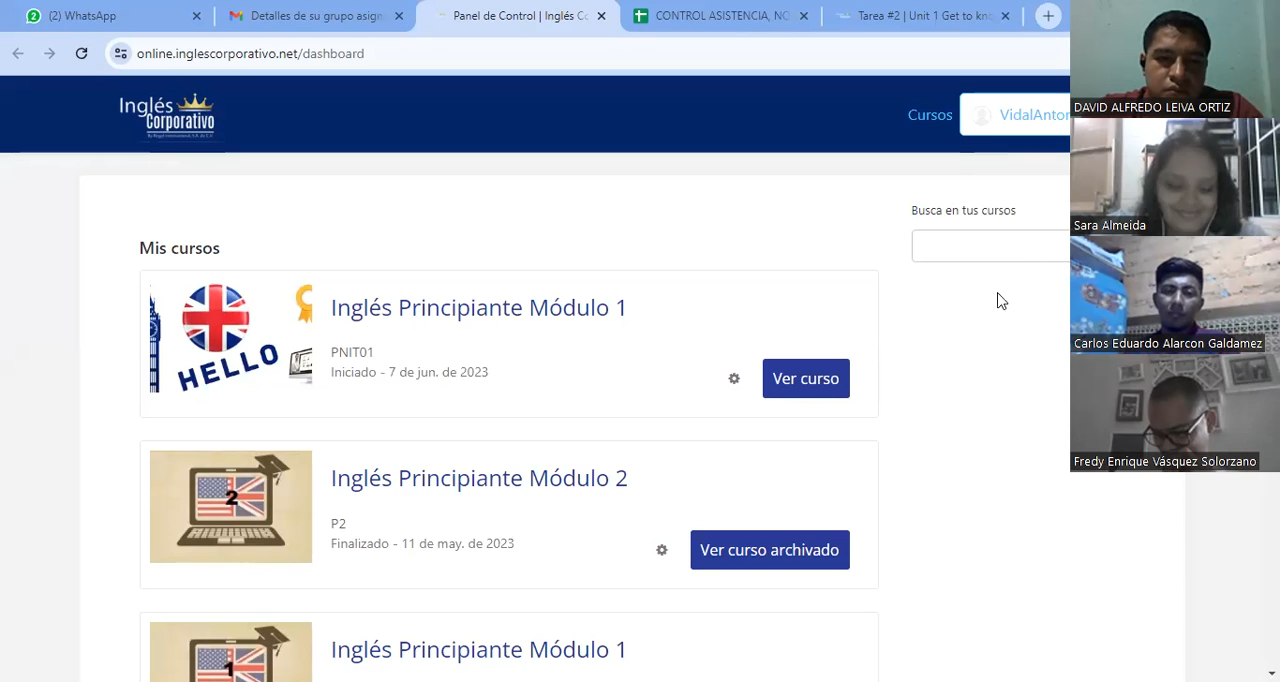 (2) WhatsApp
Detalles de su grupo asign
Panel de Control | Inglés Co
CONTROL ASISTENCIA, NO
Tarea #2 | Unit 1 Get to kno
online.inglescorporativo.net/dashboard
Inglés
Corporativo
Cursos
VidalAnton
DAVID ALFREDO LEIVA ORTIZ
Sara Almeida
Carlos Eduardo Alarcon Galdamez
Fredy Enrique Vásquez Solorzano
Busca en tus cursos
Mis cursos
HELLO
Inglés Principiante Módulo 1
PNIT01
Iniciado - 7 de jun. de 2023
Ver curso
2
Inglés Principiante Módulo 2
P2
Finalizado - 11 de may. de 2023
Ver curso archivado
1
Inglés Principiante Módulo 1